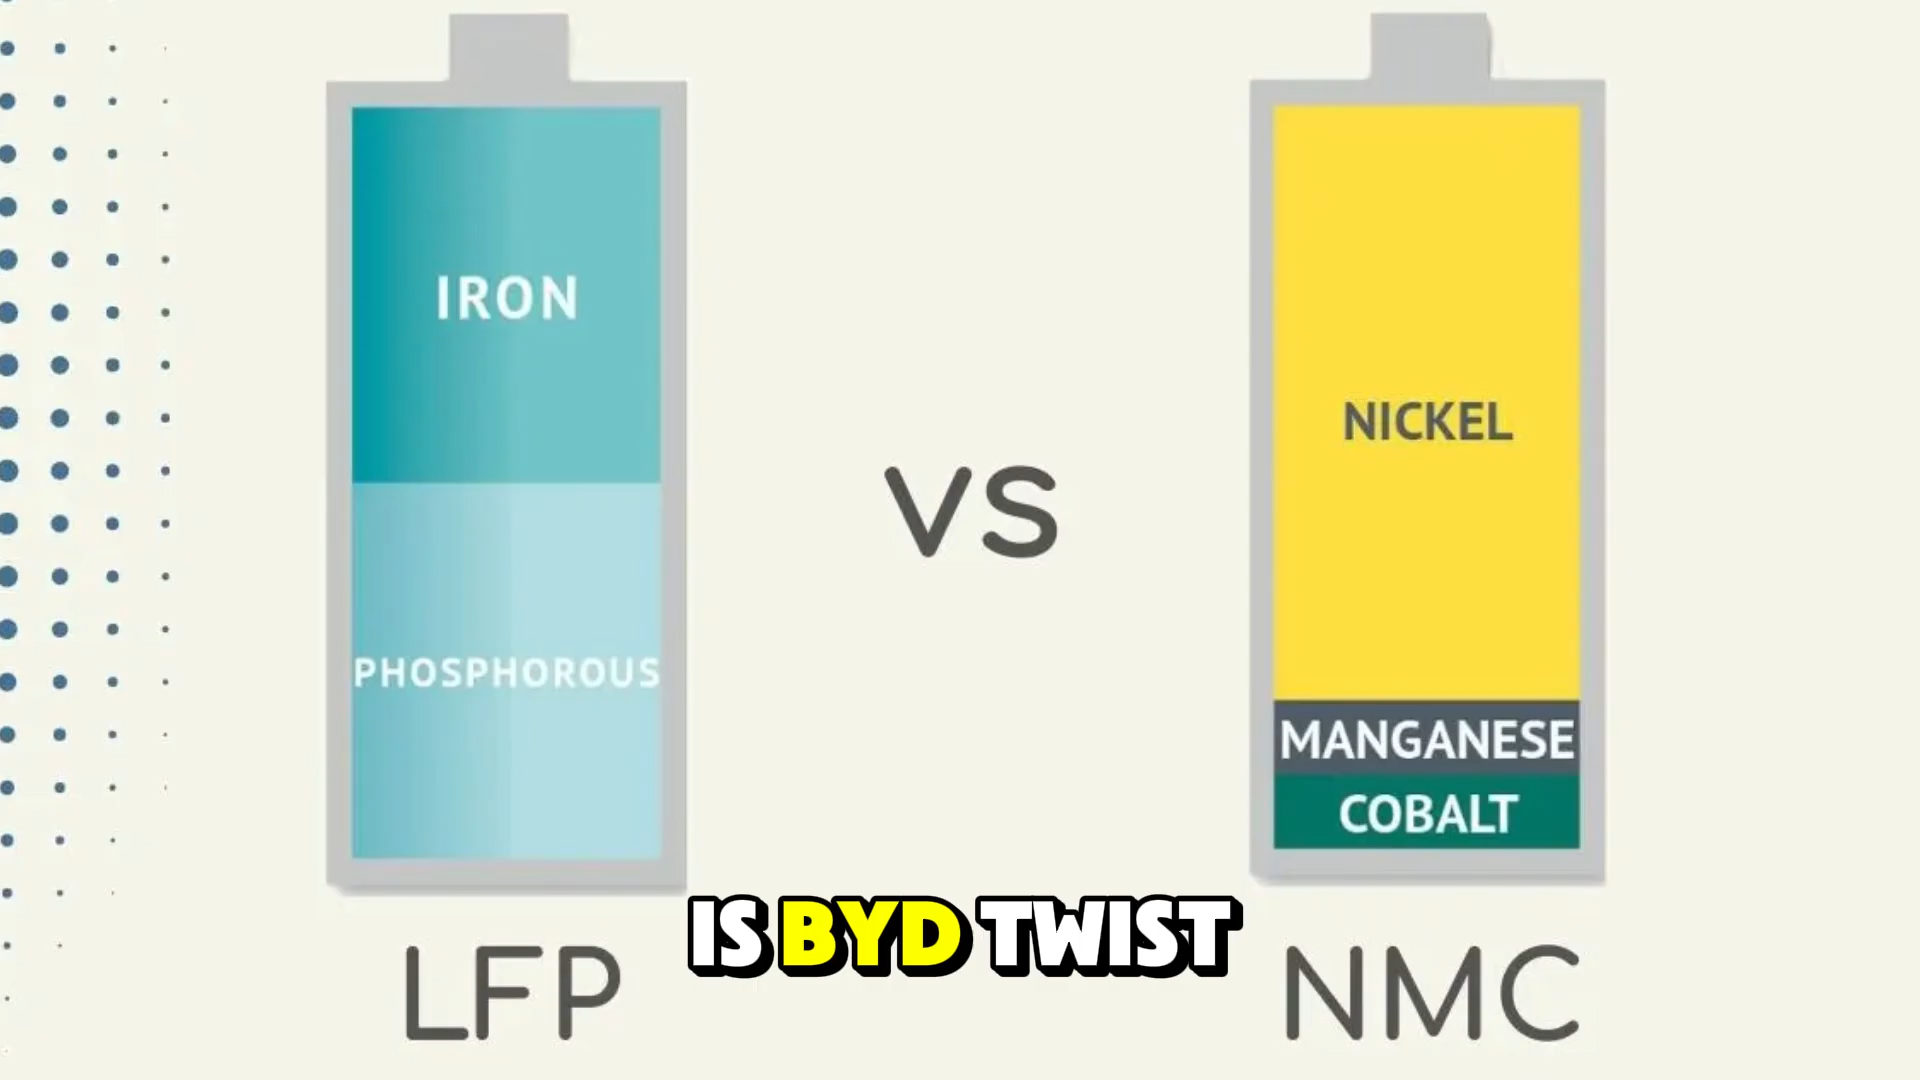 IRON
PHOSPHOROUS
LFP
VS
NICKEL
MANGANESE
COBALT
NMC
IS BYD TWIST